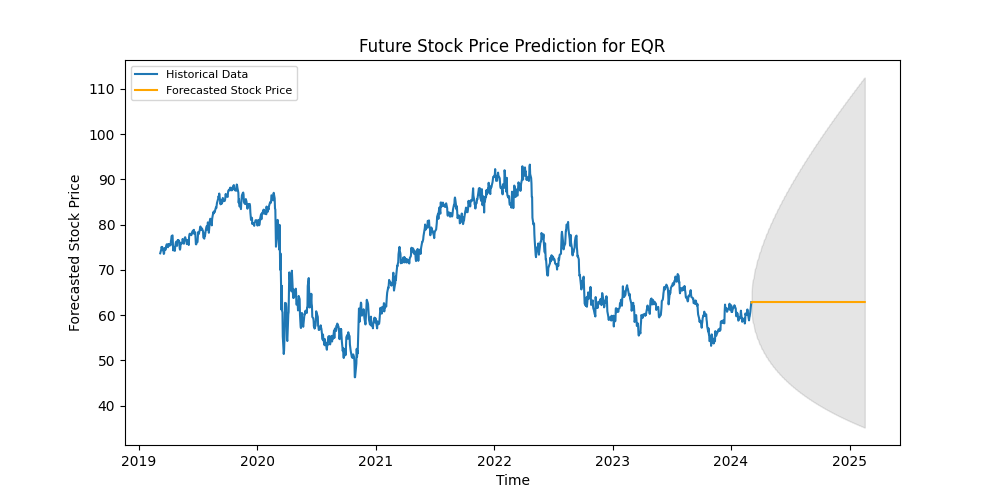 Future Stock Price Prediction for EQR
Historical Data
Forecasted Stock Price
110
100
90
80
70
60
50
40
Forecasted Stock Price
2019 2020 2021 2022 2023 2024 2025
Time